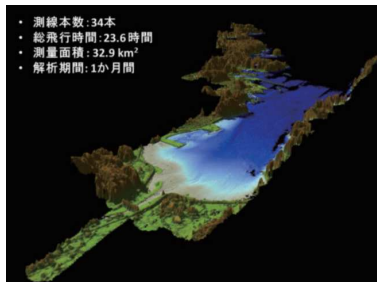 • 測線本数:34本
• 総飛行時間:23.6時間
• 測量面積:32.9 km²
• 解析期間:1か月間